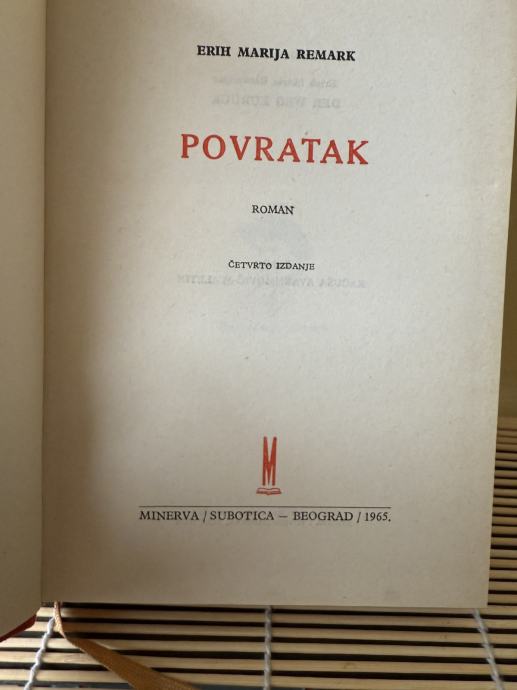 ERIH MARIJA REMARK
POVRATAK
ROMAN
ČETVRTO IZDANJE
M
MINERVA / SUBOTICA — BEOGRAD / 1965.